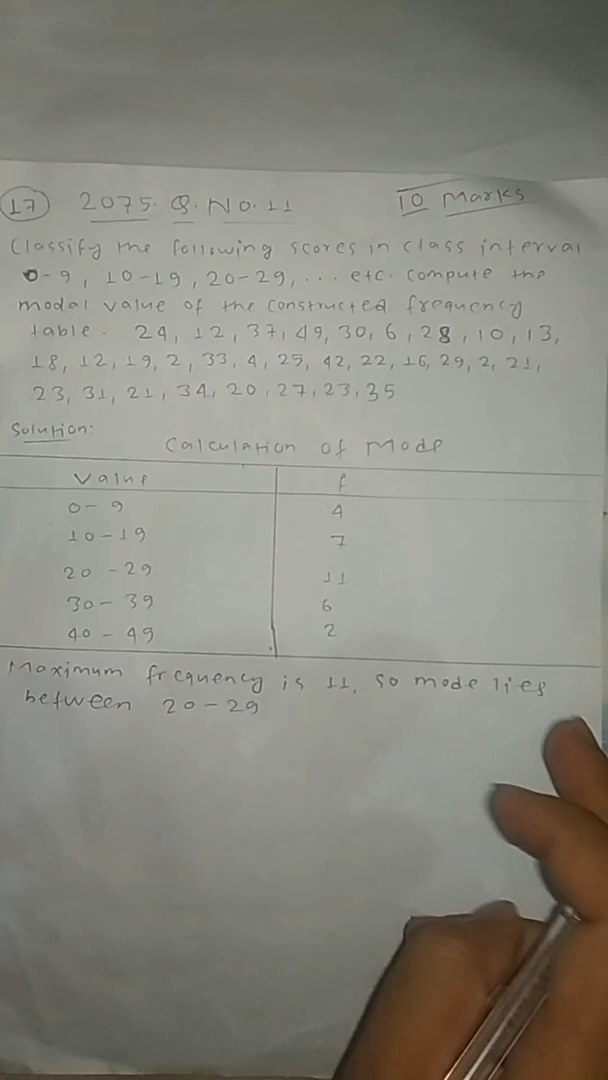 17 2075. Q. No. 11 10 Marks
Classify the following scores in class interval
0-9, 10-19, 20-29, ... etc. compute the
modal value of the constructed frequency
table. 24, 12, 37, 49, 30, 6, 28, 10, 13,
18, 12, 19, 2, 33, 4, 25, 42, 22, 16, 29, 2, 21,
23, 31, 21, 34, 20, 27, 23, 35
Solution:
Calculation of Mode
Value f
0-9 4
10-19 7
20-29 11
30-39 6
40-49 2
Maximum frequency is 11, so mode lies
between 20-29